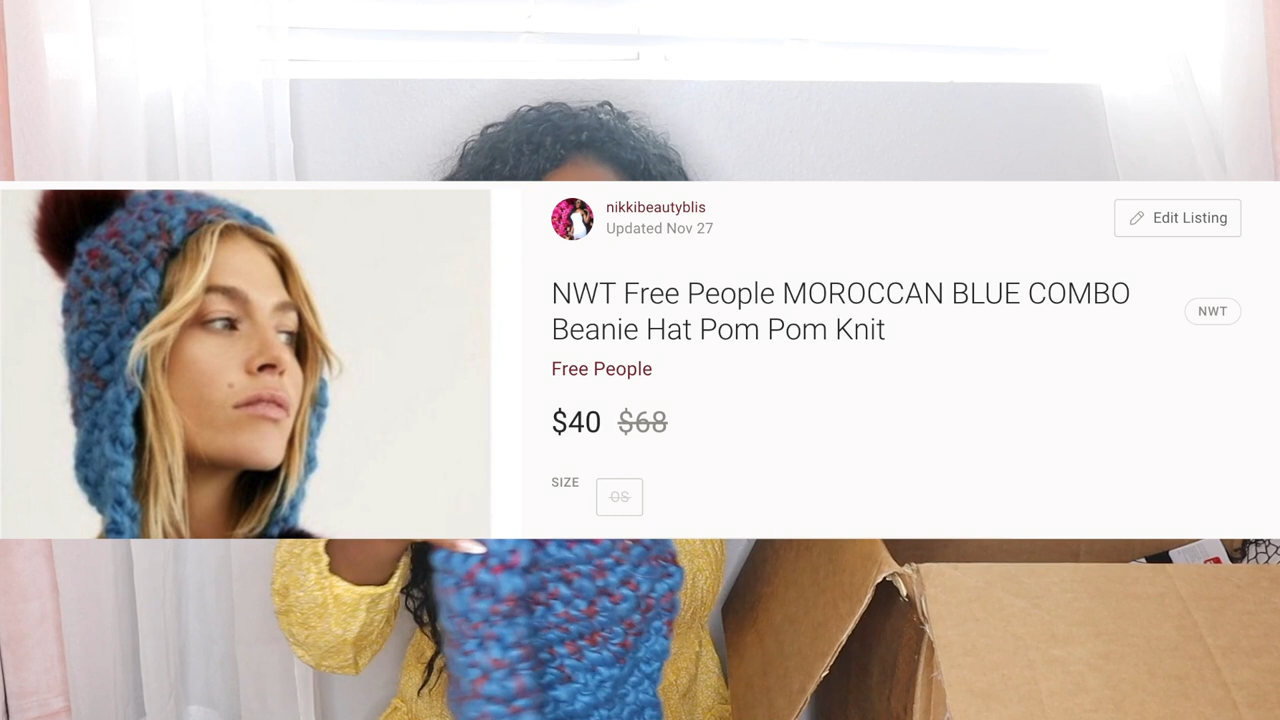 nikkibeautyblis
Updated Nov 27
Edit Listing
NWT Free People MOROCCAN BLUE COMBO
Beanie Hat Pom Pom Knit
NWT
Free People
$40 $68
SIZE
OS